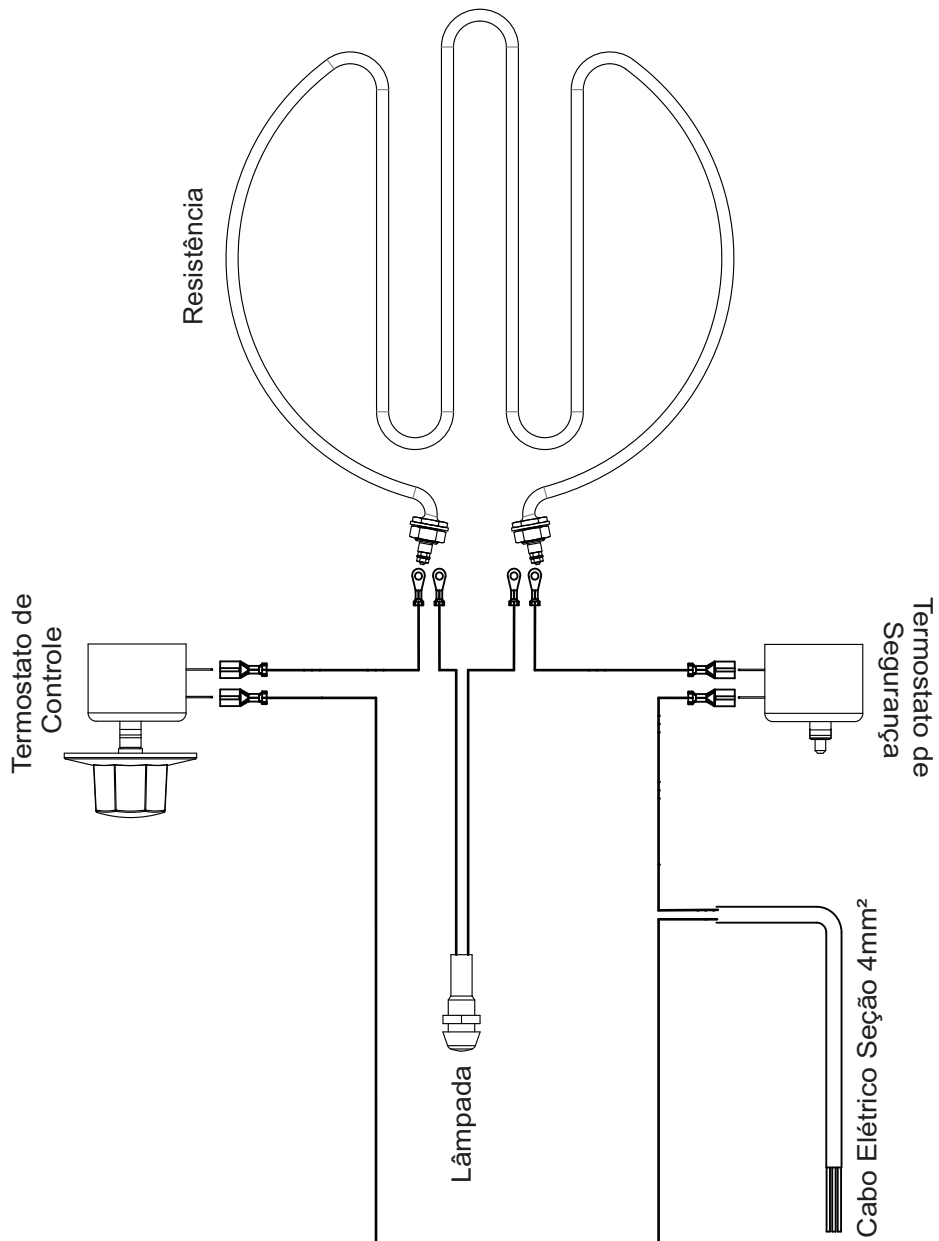 Resistência
Termostato de
Controle
Termostato de
Segurança
Lâmpada
Cabo Elétrico Seção 4mm²